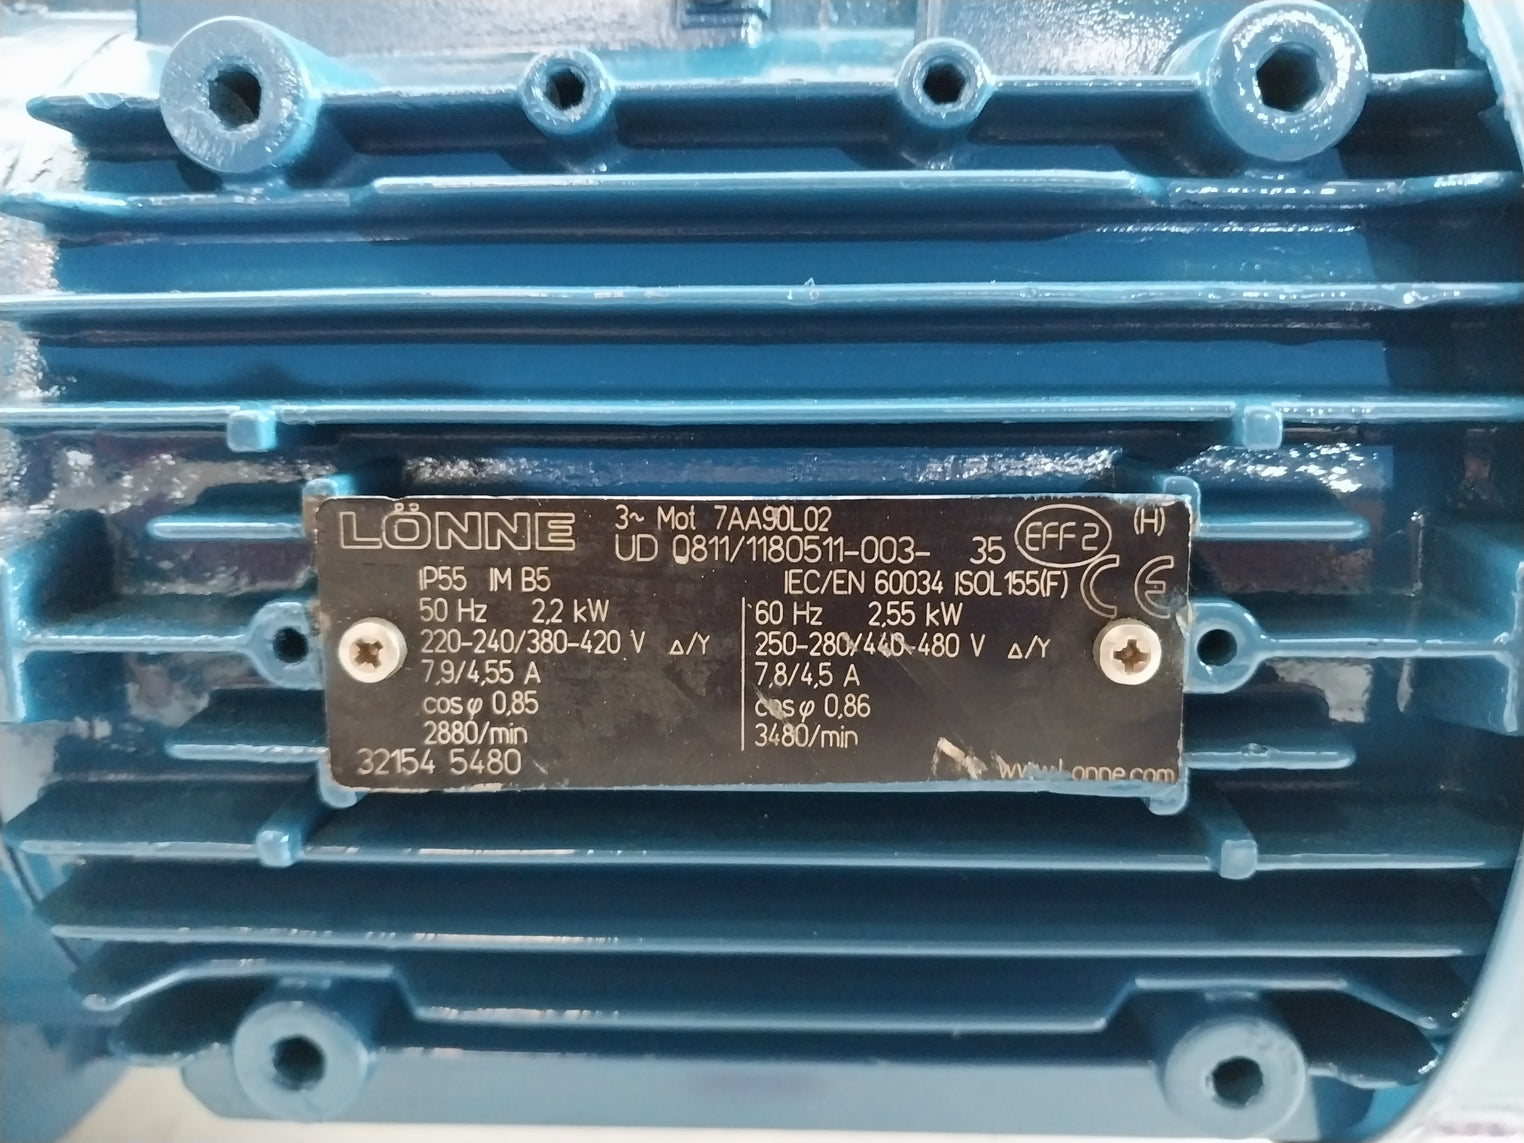 LÖNNE
3~ Mot 7AA90L02
UD 0811/1180511-003- 35
EFF2
(H)
IP55 IM B5
IEC/EN 60034 ISOL155(F)
CE
50 Hz 2,2 kW
220-240/380-420 V Δ/Y
7,9/4,55 A
cos φ 0,85
2880/min
60 Hz 2,55 kW
250-280/440-480 V Δ/Y
7,8/4,5 A
cos φ 0,86
3480/min
32154 5480
www.Lonne.com